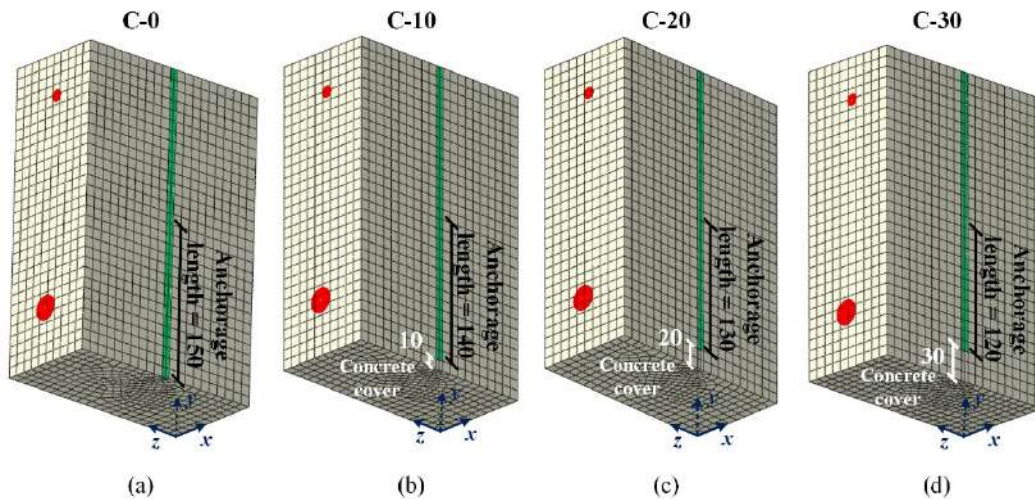 C-0
C-10
C-20
C-30
Anchorage
length = 150
Anchorage
length = 140
Anchorage
length = 130
Anchorage
length = 120
10
Concrete
cover
20
Concrete
cover
30
Concrete
cover
y
z
x
y
z
x
y
z
x
y
z
x
(a)
(b)
(c)
(d)